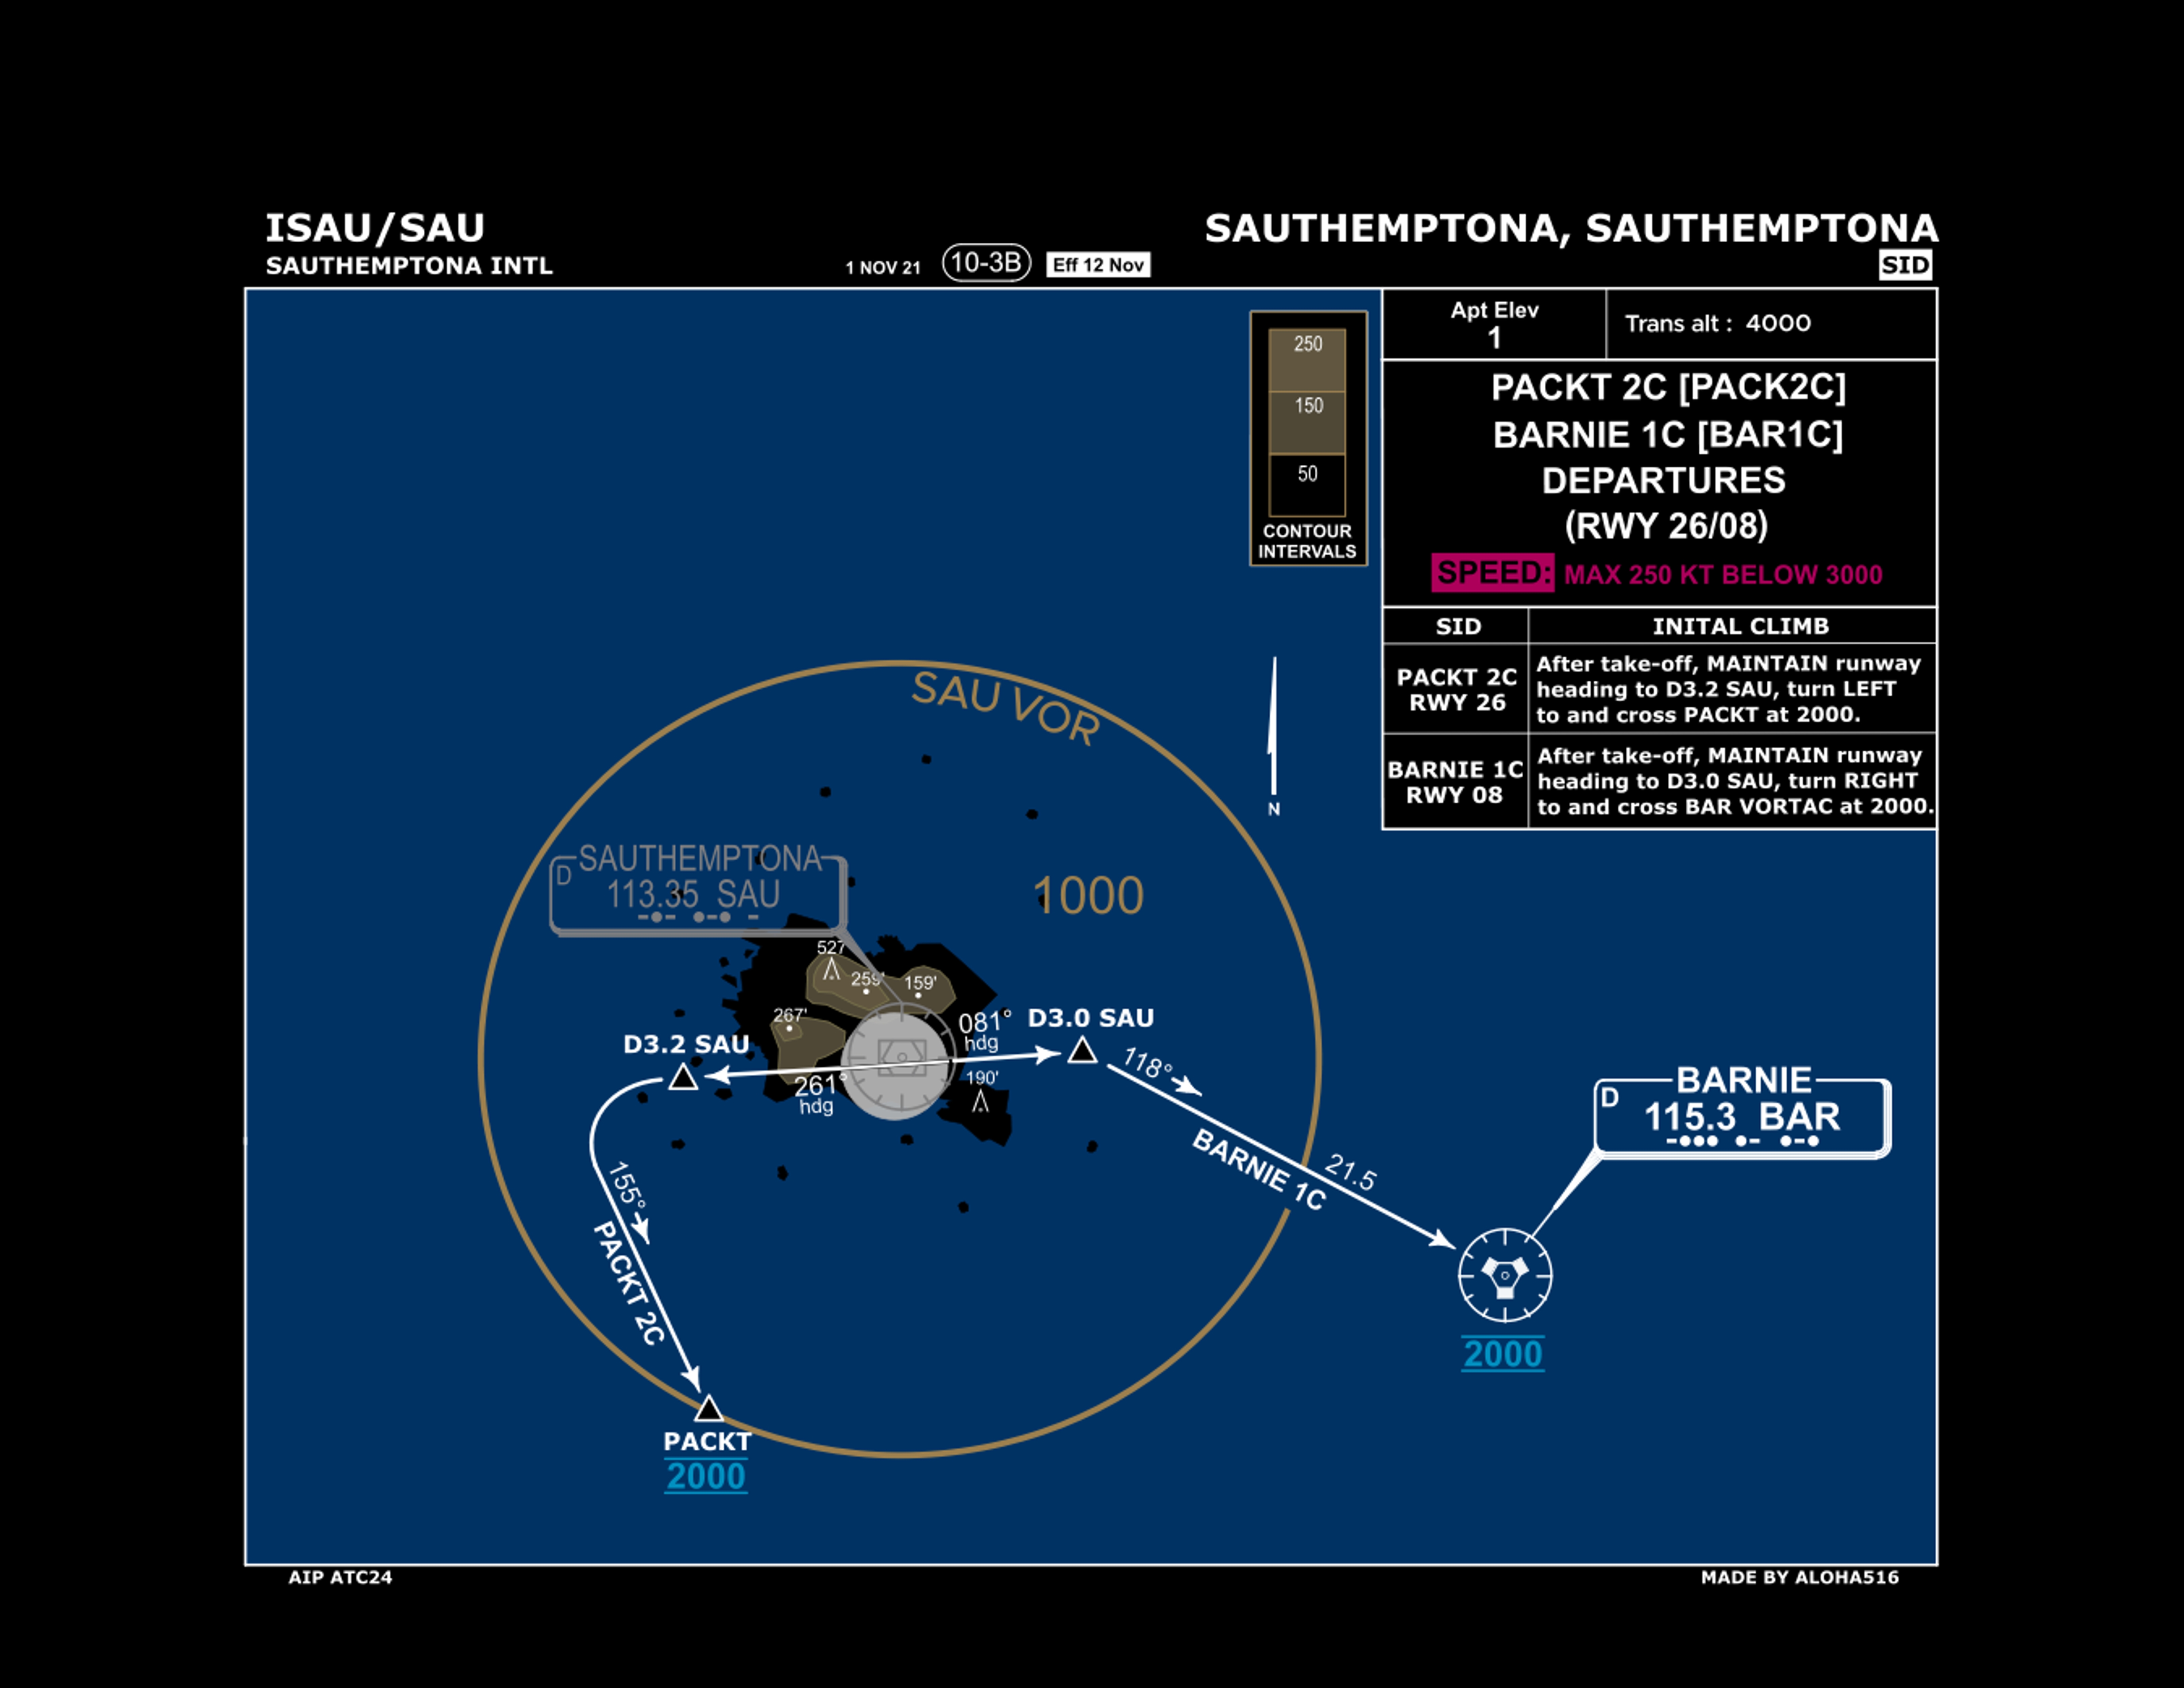 ISAU/SAU
SAUTHEMPTONA INTL
1 NOV 21
10-3B
Eff 12 Nov
SAUTHEMPTONA, SAUTHEMPTONA
SID
250
150
50
CONTOUR
INTERVALS
Apt Elev
1
Trans alt : 4000
PACKT 2C [PACK2C]
BARNIE 1C [BAR1C]
DEPARTURES
(RWY 26/08)
SPEED: MAX 250 KT BELOW 3000
SID
INITAL CLIMB
PACKT 2C
RWY 26
After take-off, MAINTAIN runway
heading to D3.2 SAU, turn LEFT
to and cross PACKT at 2000.
BARNIE 1C
RWY 08
After take-off, MAINTAIN runway
heading to D3.0 SAU, turn RIGHT
to and cross BAR VORTAC at 2000.
SAU VOR
N
SAUTHEMPTONA
D
113.35 SAU
1000
527'
259'
159'
267'
190'
081°
hdg
D3.0 SAU
D3.2 SAU
261°
hdg
118°
BARNIE 1C
21.5
BARNIE
D
115.3 BAR
2000
155°
PACKT 2C
PACKT
2000
AIP ATC24
MADE BY ALOHA516